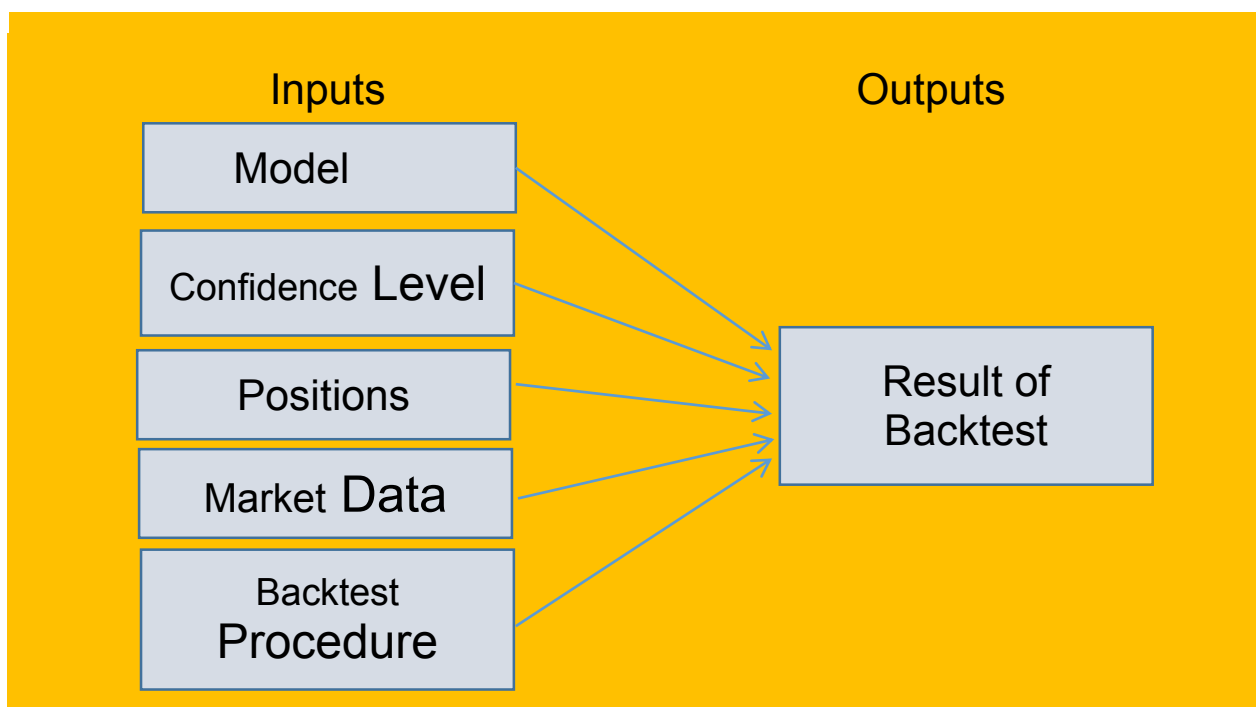 Inputs
Outputs
Model
Confidence Level
Positions
Market Data
Backtest
Procedure
Result of
Backtest